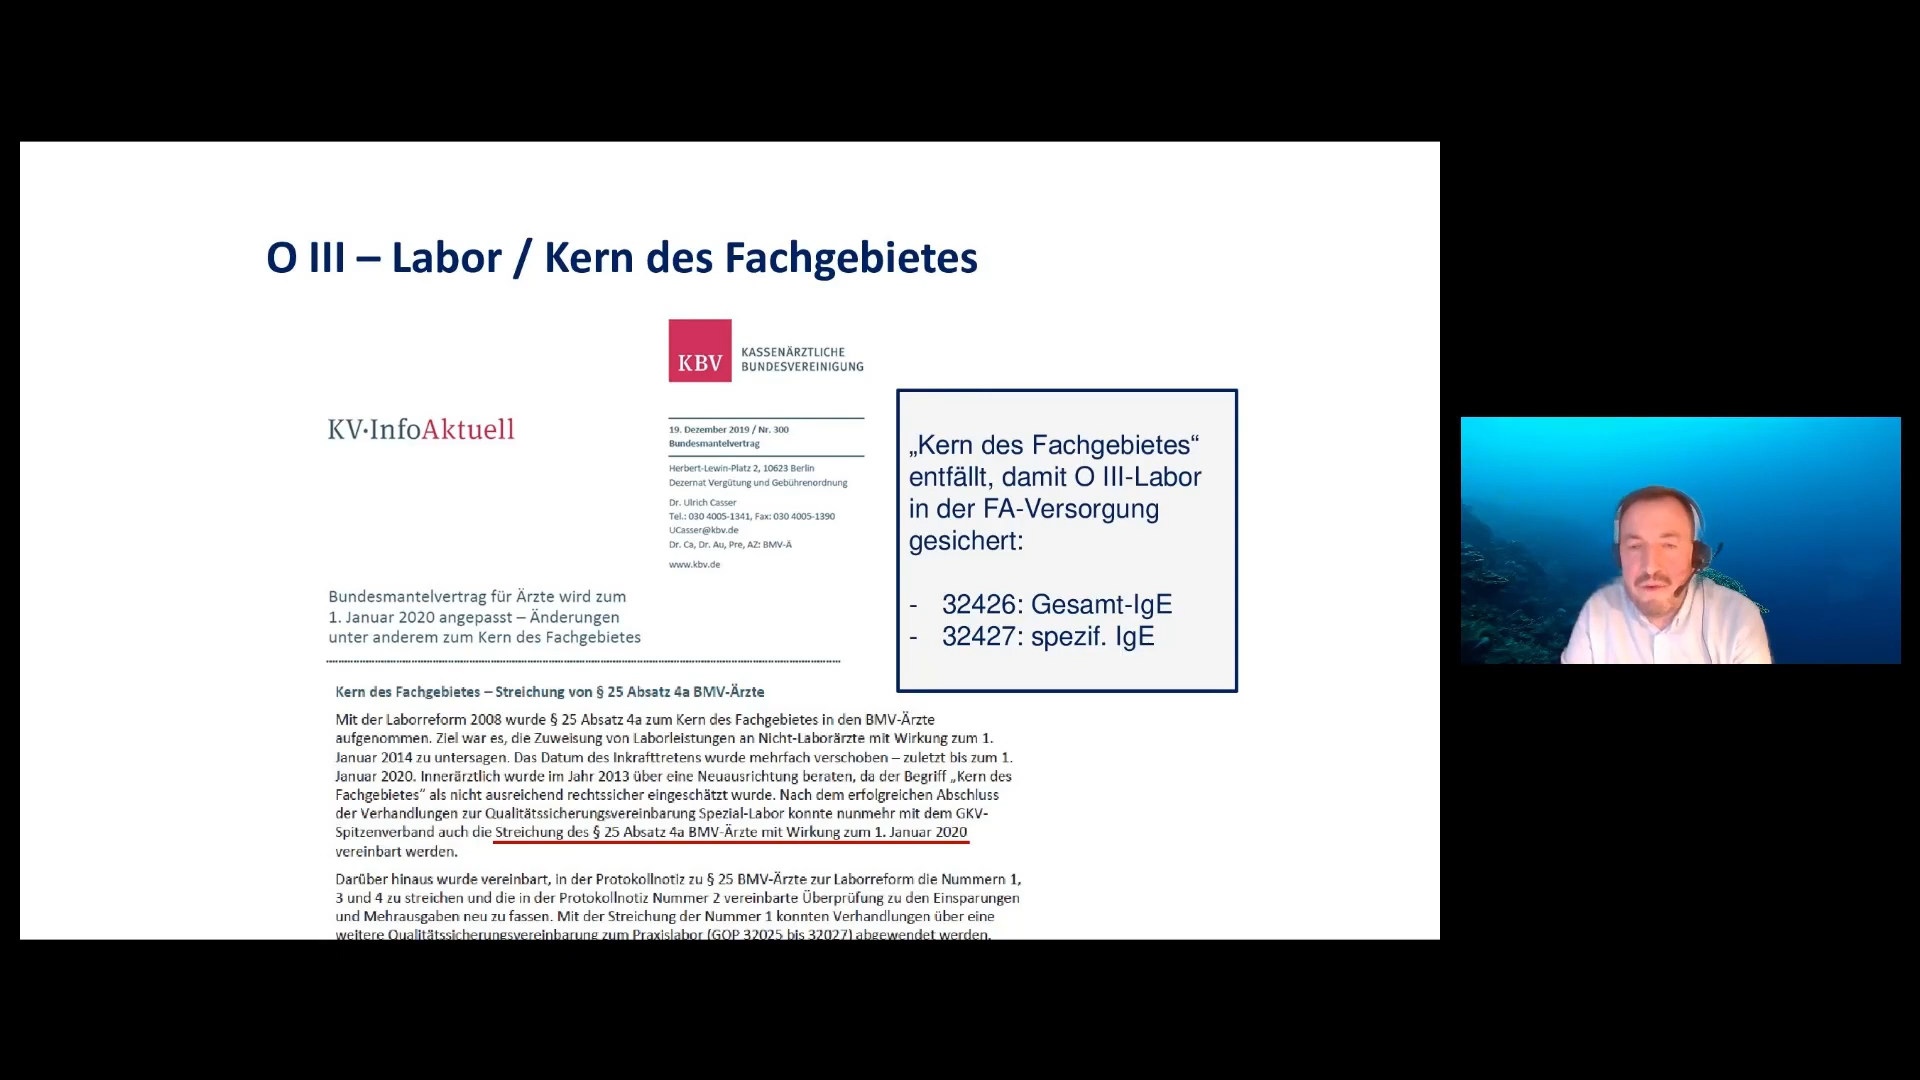 O III – Labor / Kern des Fachgebietes
KBV
KASSENÄRZTLICHE
BUNDESVEREINIGUNG
KV·InfoAktuell
19. Dezember 2019 / Nr. 300
Bundesmantelvertrag
Herbert-Lewin-Platz 2, 10623 Berlin
Dezernat Vergütung und Gebührenordnung
Dr. Ulrich Casser
Tel.: 030 4005-1341, Fax: 030 4005-1390
UCasser@kbv.de
Dr. Ca, Dr. Au, Pre, AZ: BMV-Ä
www.kbv.de
„Kern des Fachgebietes“
entfällt, damit O III-Labor
in der FA-Versorgung
gesichert:
- 32426: Gesamt-IgE
- 32427: spezif. IgE
Bundesmantelvertrag für Ärzte wird zum
1. Januar 2020 angepasst – Änderungen
unter anderem zum Kern des Fachgebietes
Kern des Fachgebietes – Streichung von § 25 Absatz 4a BMV-Ärzte
Mit der Laborreform 2008 wurde § 25 Absatz 4a zum Kern des Fachgebietes in den BMV-Ärzte
aufgenommen. Ziel war es, die Zuweisung von Laborleistungen an Nicht-Laborärzte mit Wirkung zum 1.
Januar 2014 zu untersagen. Das Datum des Inkrafttretens wurde mehrfach verschoben – zuletzt bis zum 1.
Januar 2020. Innerärztlich wurde im Jahr 2013 über eine Neuausrichtung beraten, da der Begriff „Kern des
Fachgebietes“ als nicht ausreichend rechtssicher eingeschätzt wurde. Nach dem erfolgreichen Abschluss
der Verhandlungen zur Qualitätssicherungsvereinbarung Spezial-Labor konnte nunmehr mit dem GKV-
Spitzenverband auch die Streichung des § 25 Absatz 4a BMV-Ärzte mit Wirkung zum 1. Januar 2020
vereinbart werden.
Darüber hinaus wurde vereinbart, in der Protokollnotiz zu § 25 BMV-Ärzte zur Laborreform die Nummern 1,
3 und 4 zu streichen und die in der Protokollnotiz Nummer 2 vereinbarte Überprüfung zu den Einsparungen
und Mehrausgaben neu zu fassen. Mit der Streichung der Nummer 1 konnten Verhandlungen über eine
weitere Qualitätssicherungsvereinbarung zum Praxislabor (GOP 32025 bis 32027) abgewendet werden.